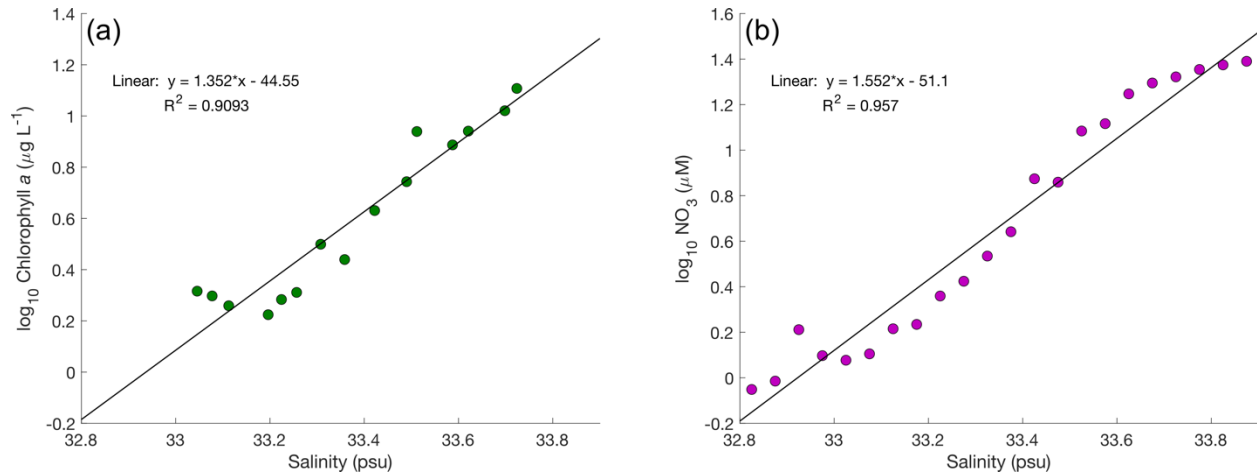 (a)
Linear: y = 1.352*x - 44.55
R² = 0.9093
log₁₀ Chlorophyll a (μg L⁻¹)
1.4
1.2
1
0.8
0.6
0.4
0.2
0
-0.2
32.8 33 33.2 33.4 33.6 33.8
Salinity (psu)
(b)
Linear: y = 1.552*x - 51.1
R² = 0.957
log₁₀ NO₃ (μM)
1.6
1.4
1.2
1
0.8
0.6
0.4
0.2
0
-0.2
32.8 33 33.2 33.4 33.6 33.8
Salinity (psu)